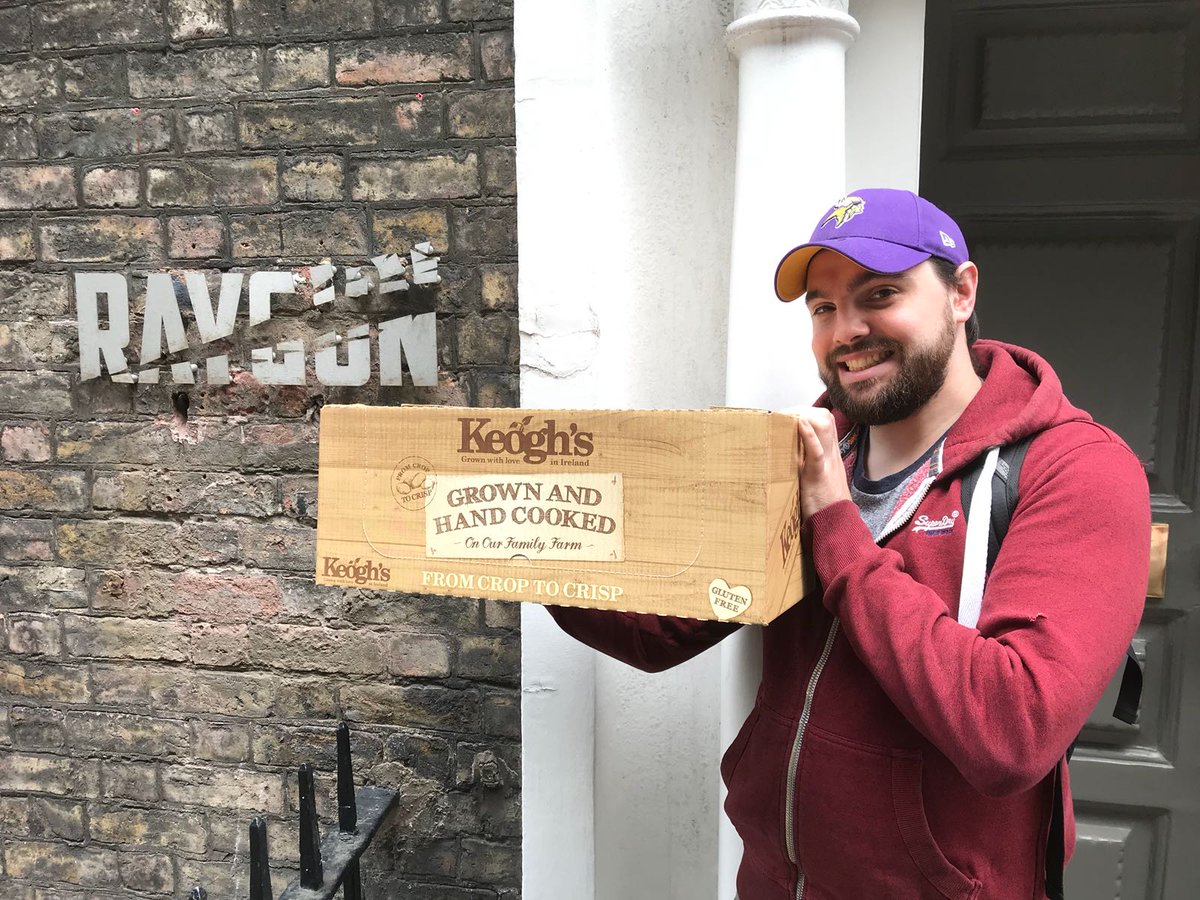 RAYGUN
Keogh's
Grown with love in Ireland
FROM CROP
TO CRISP
GROWN AND
HAND COOKED
On Our Family Farm
Keogh's
FROM CROP TO CRISP
GLUTEN
FREE
Keogh's
Superdry